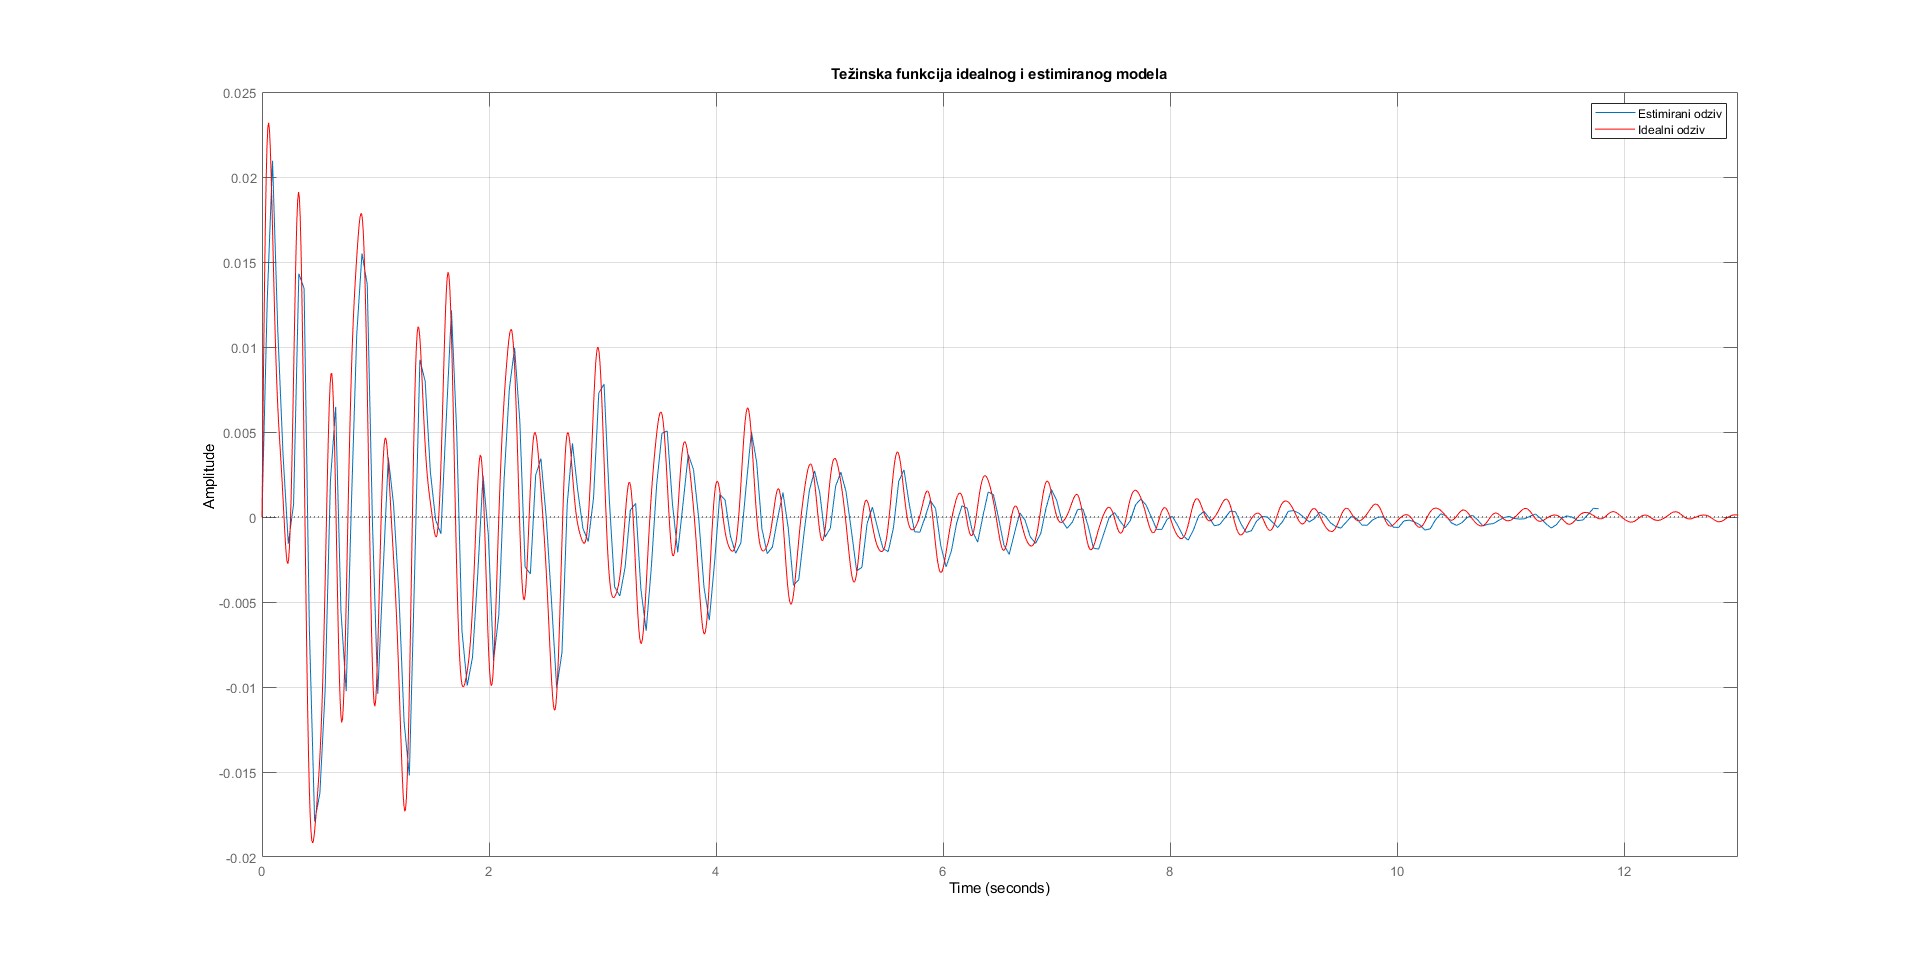 Težinska funkcija idealnog i estimiranog modela
Estimirani odziv
Idealni odziv
0.025
0.02
0.015
0.01
0.005
0
-0.005
-0.01
-0.015
-0.02
Amplitude
0 2 4 6 8 10 12
Time (seconds)